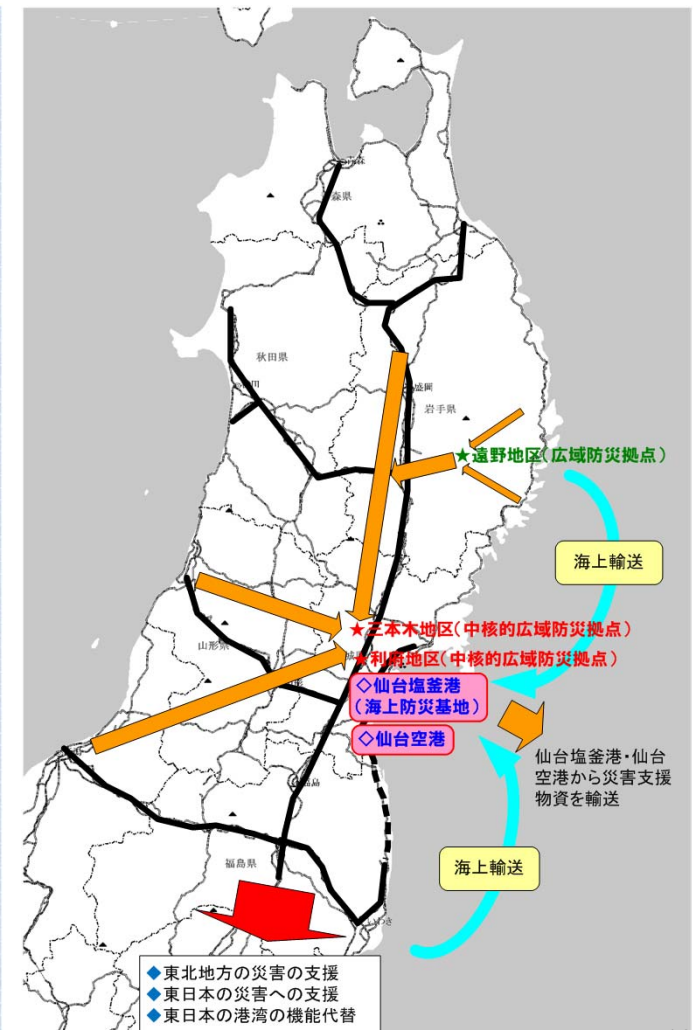 森県
秋田県
盛岡
岩手県
★遠野地区(広域防災拠点)
海上輸送
★三本木地区(中核的広域防災拠点)
山形県
★利府地区(中核的広域防災拠点)
◇仙台塩釜港
(海上防災基地)
◇仙台空港
仙台塩釜港・仙台
空港から災害支援
物資を輸送
海上輸送
福島県
いわき
◆東北地方の災害の支援
◆東日本の災害への支援
◆東日本の港湾の機能代替